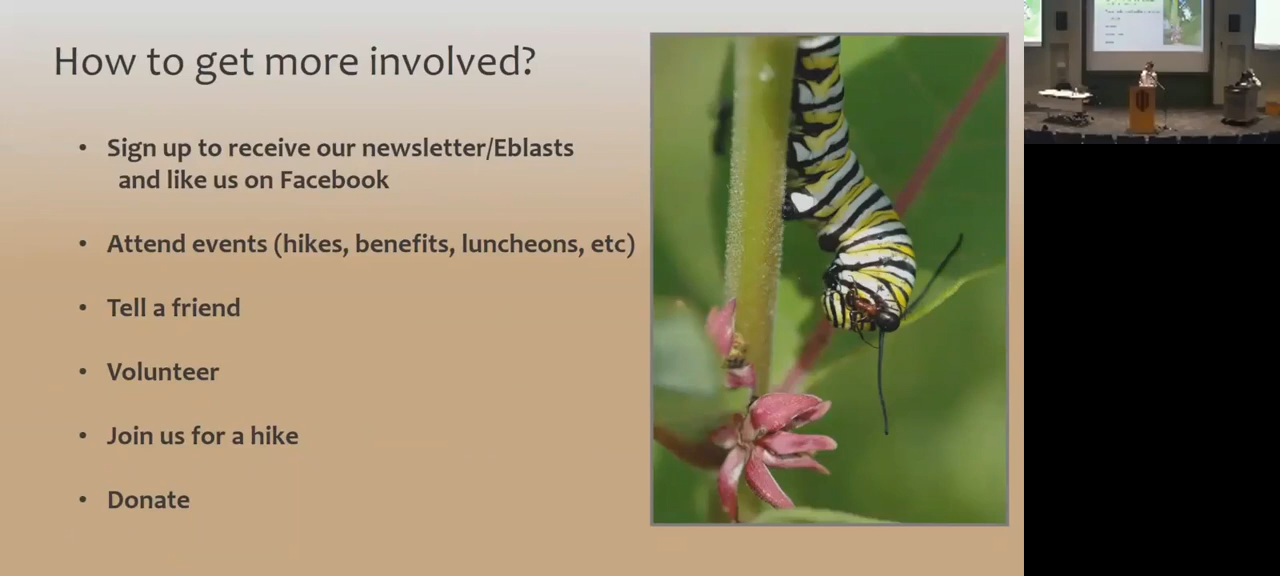 How to get more involved?
• Sign up to receive our newsletter/Eblasts
and like us on Facebook
• Attend events (hikes, benefits, luncheons, etc)
• Tell a friend
• Volunteer
• Join us for a hike
• Donate